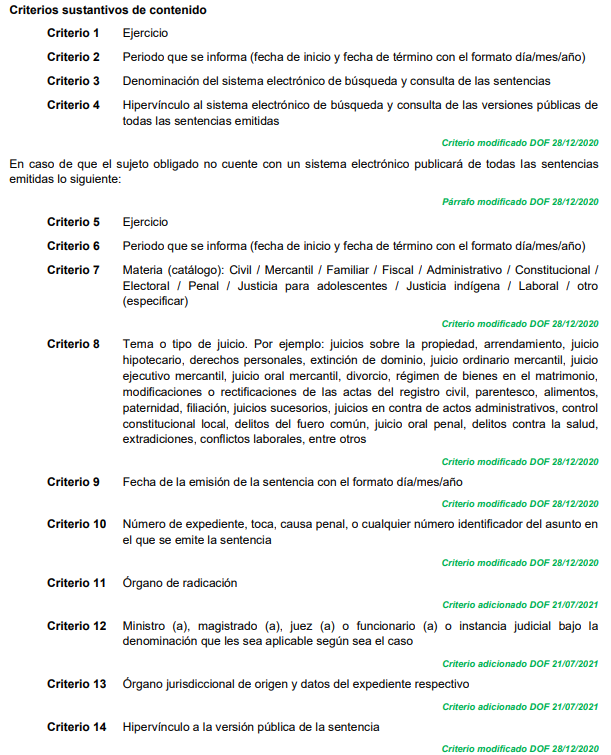 Criterios sustantivos de contenido
Criterio 1 Ejercicio
Criterio 2 Periodo que se informa (fecha de inicio y fecha de término con el formato día/mes/año)
Criterio 3 Denominación del sistema electrónico de búsqueda y consulta de las sentencias
Criterio 4 Hipervínculo al sistema electrónico de búsqueda y consulta de las versiones públicas de
todas las sentencias emitidas
Criterio modificado DOF 28/12/2020
En caso de que el sujeto obligado no cuente con un sistema electrónico publicará de todas las sentencias
emitidas lo siguiente:
Párrafo modificado DOF 28/12/2020
Criterio 5 Ejercicio
Criterio 6 Periodo que se informa (fecha de inicio y fecha de término con el formato día/mes/año)
Criterio 7 Materia (catálogo): Civil / Mercantil / Familiar / Fiscal / Administrativo / Constitucional /
Electoral / Penal / Justicia para adolescentes / Justicia indígena / Laboral / otro
(especificar)
Criterio modificado DOF 28/12/2020
Criterio 8 Tema o tipo de juicio. Por ejemplo: juicios sobre la propiedad, arrendamiento, juicio
hipotecario, derechos personales, extinción de dominio, juicio ordinario mercantil, juicio
ejecutivo mercantil, juicio oral mercantil, divorcio, régimen de bienes en el matrimonio,
modificaciones o rectificaciones de las actas del registro civil, parentesco, alimentos,
paternidad, filiación, juicios sucesorios, juicios en contra de actos administrativos, control
constitucional local, delitos del fuero común, juicio oral penal, delitos contra la salud,
extradiciones, conflictos laborales, entre otros
Criterio modificado DOF 28/12/2020
Criterio 9 Fecha de la emisión de la sentencia con el formato día/mes/año
Criterio modificado DOF 28/12/2020
Criterio 10 Número de expediente, toca, causa penal, o cualquier número identificador del asunto en
el que se emite la sentencia
Criterio modificado DOF 28/12/2020
Criterio 11 Órgano de radicación
Criterio adicionado DOF 21/07/2021
Criterio 12 Ministro (a), magistrado (a), juez (a) o funcionario (a) o instancia judicial bajo la
denominación que les sea aplicable según sea el caso
Criterio adicionado DOF 21/07/2021
Criterio 13 Órgano jurisdiccional de origen y datos del expediente respectivo
Criterio adicionado DOF 21/07/2021
Criterio 14 Hipervínculo a la versión pública de la sentencia
Criterio modificado DOF 28/12/2020